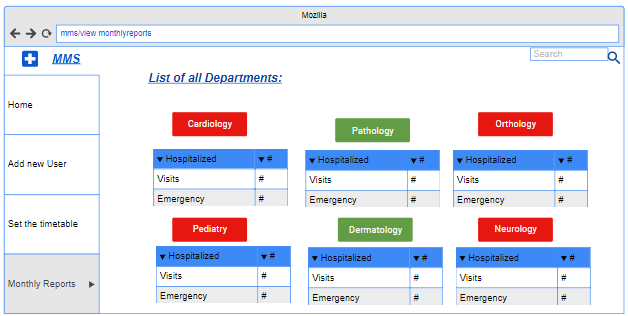 Mozilla
mms/view monthlyreports
Search
MMS
List of all Departments:
Home
Add new User
Set the timetable
Monthly Reports
Cardiology
Hospitalized #
Visits #
Emergency #
Pathology
Hospitalized #
Visits #
Emergency #
Orthology
Hospitalized #
Visits #
Emergency #
Pediatry
Hospitalized #
Visits #
Emergency #
Dermatology
Hospitalized #
Visits #
Emergency #
Neurology
Hospitalized #
Visits #
Emergency #